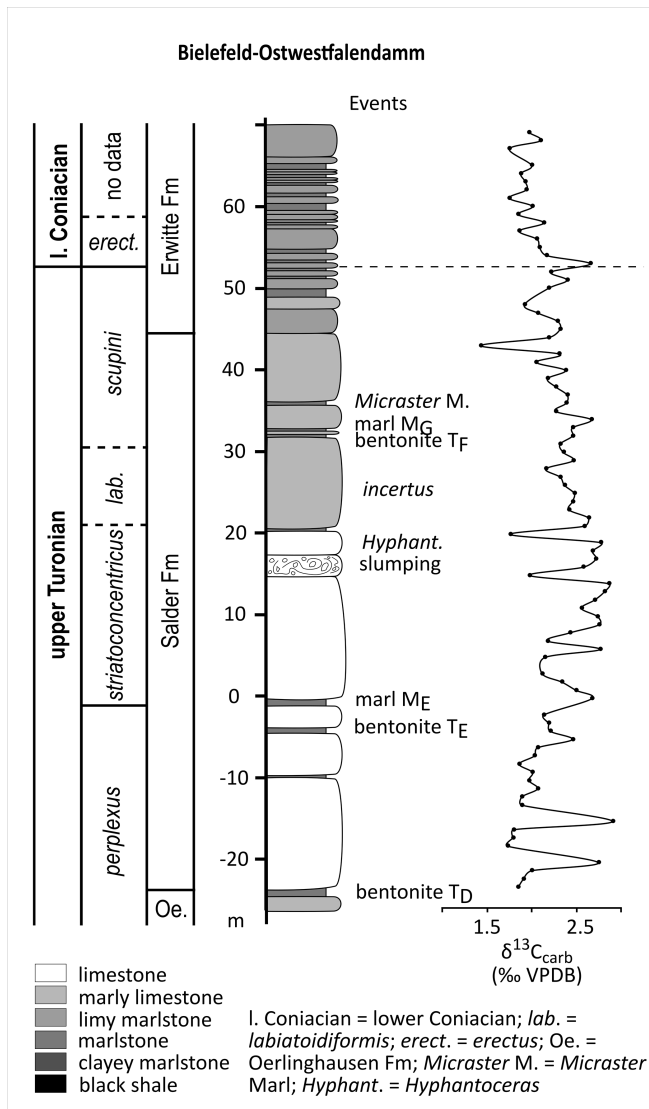 Bielefeld-Ostwestfalendamm
Events
l. Coniacian
upper Turonian
no data
erect.
scupini
lab.
striatoconcentricus
perplexus
Erwitte Fm
Salder Fm
Oe.
60
50
40
30
20
10
0
-10
-20
m
Micraster M.
marl MG
bentonite TF
incertus
Hyphant.
slumping
marl ME
bentonite TE
bentonite TD
1.5 2.5
δ13Ccarb
(‰ VPDB)
limestone
marly limestone
limy marlstone
marlstone
clayey marlstone
black shale
l. Coniacian = lower Coniacian; lab. =
labiatoidiformis; erect. = erectus; Oe. =
Oerlinghausen Fm; Micraster M. = Micraster
Marl; Hyphant. = Hyphantoceras